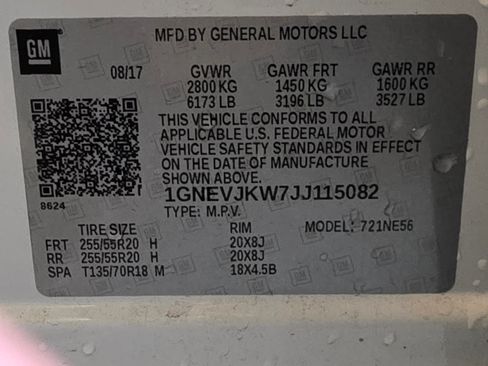 GM
MFD BY GENERAL MOTORS LLC
08/17 GVWR GAWR FRT GAWR RR
2800 KG 1450 KG 1600 KG
6173 LB 3196 LB 3527 LB
THIS VEHICLE CONFORMS TO ALL
APPLICABLE U.S. FEDERAL MOTOR
VEHICLE SAFETY STANDARDS IN EFFECT
ON THE DATE OF MANUFACTURE
SHOWN ABOVE.
8624
1GNEVJKW7JJ115082
TYPE: M.P.V. MODEL: 721NE56
TIRE SIZE RIM
FRT 255/55R20 H 20X8J
RR 255/55R20 H 20X8J
SPA T135/70R18 M 18X4.5B